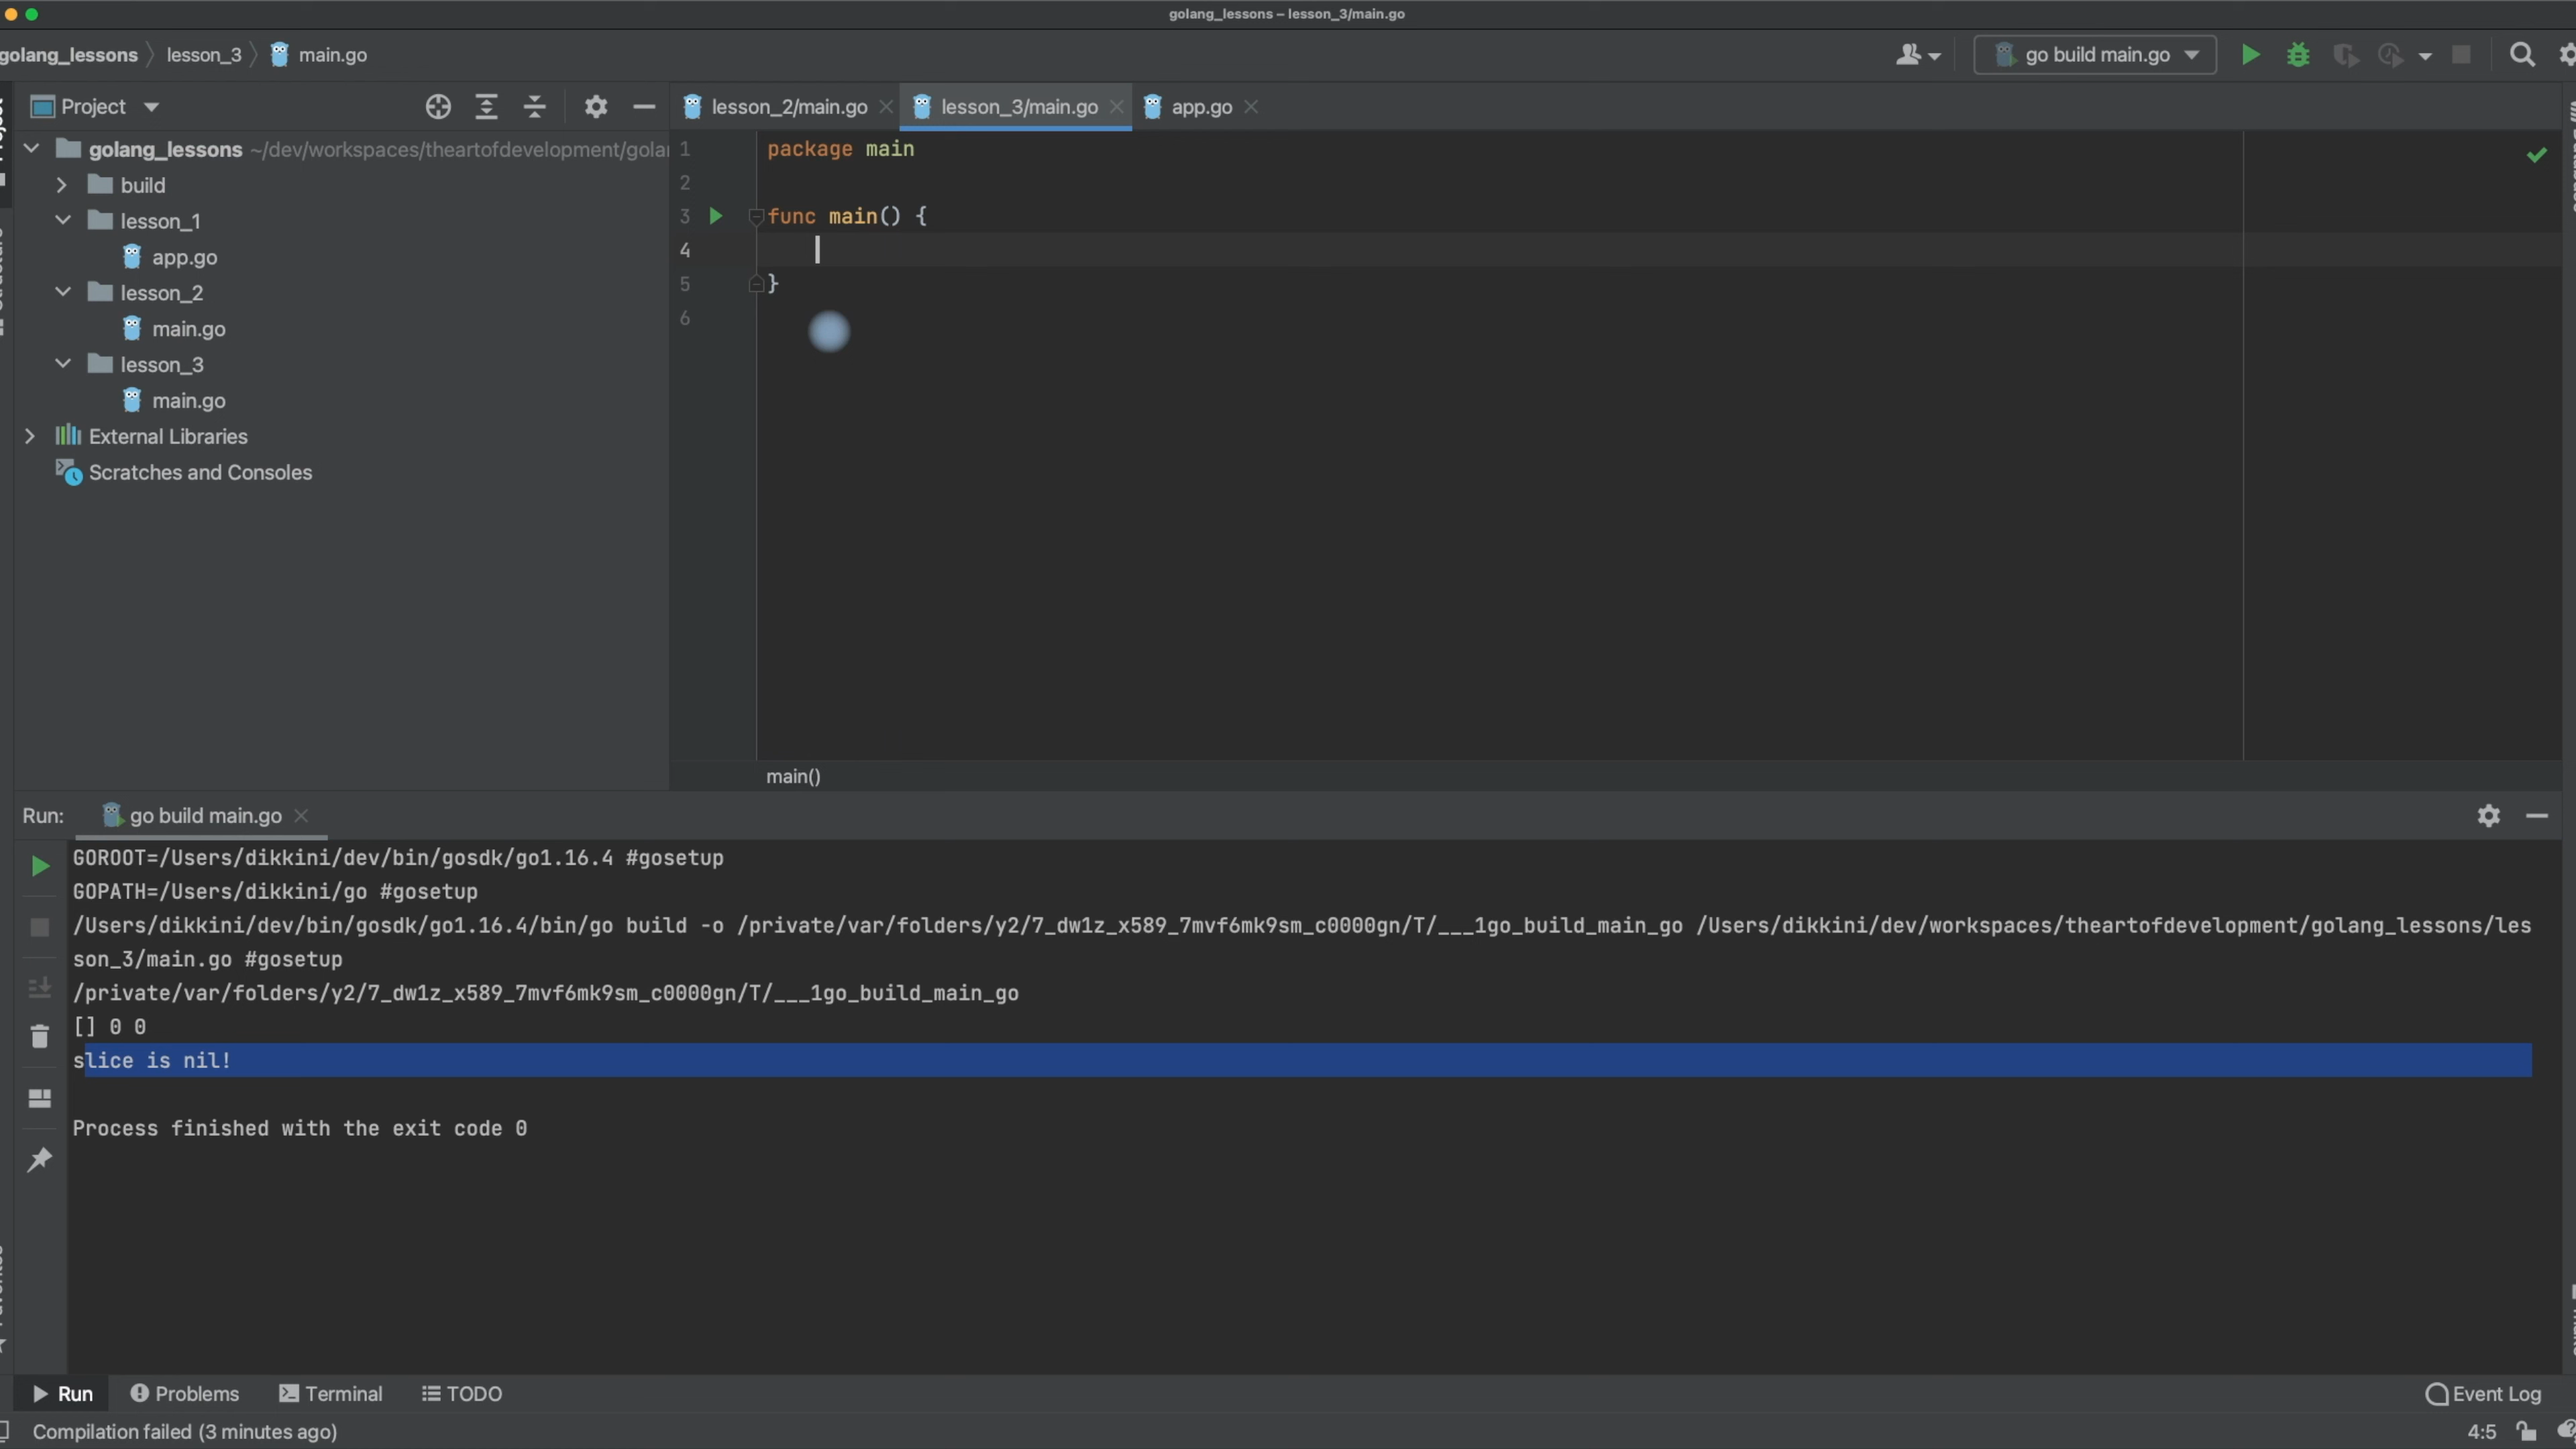 golang_lessons – lesson_3/main.go
golang_lessons lesson_3 main.go
go build main.go
Project
lesson_2/main.go lesson_3/main.go app.go
golang_lessons ~/dev/workspaces/theartofdevelopment/golar
build
lesson_1
app.go
lesson_2
main.go
lesson_3
main.go
External Libraries
Scratches and Consoles
1 package main
2
3 func main() {
4
5 }
6
main()
Run: go build main.go
GOROOT=/Users/dikkini/dev/bin/gosdk/go1.16.4 #gosetup
GOPATH=/Users/dikkini/go #gosetup
/Users/dikkini/dev/bin/gosdk/go1.16.4/bin/go build -o /private/var/folders/y2/7_dw1z_x589_7mvf6mk9sm_c0000gn/T/___1go_build_main_go /Users/dikkini/dev/workspaces/theartofdevelopment/golang_lessons/les
son_3/main.go #gosetup
/private/var/folders/y2/7_dw1z_x589_7mvf6mk9sm_c0000gn/T/___1go_build_main_go
[] 0 0
slice is nil!
Process finished with the exit code 0
Run Problems Terminal TODO
Event Log
Compilation failed (3 minutes ago)
4:5